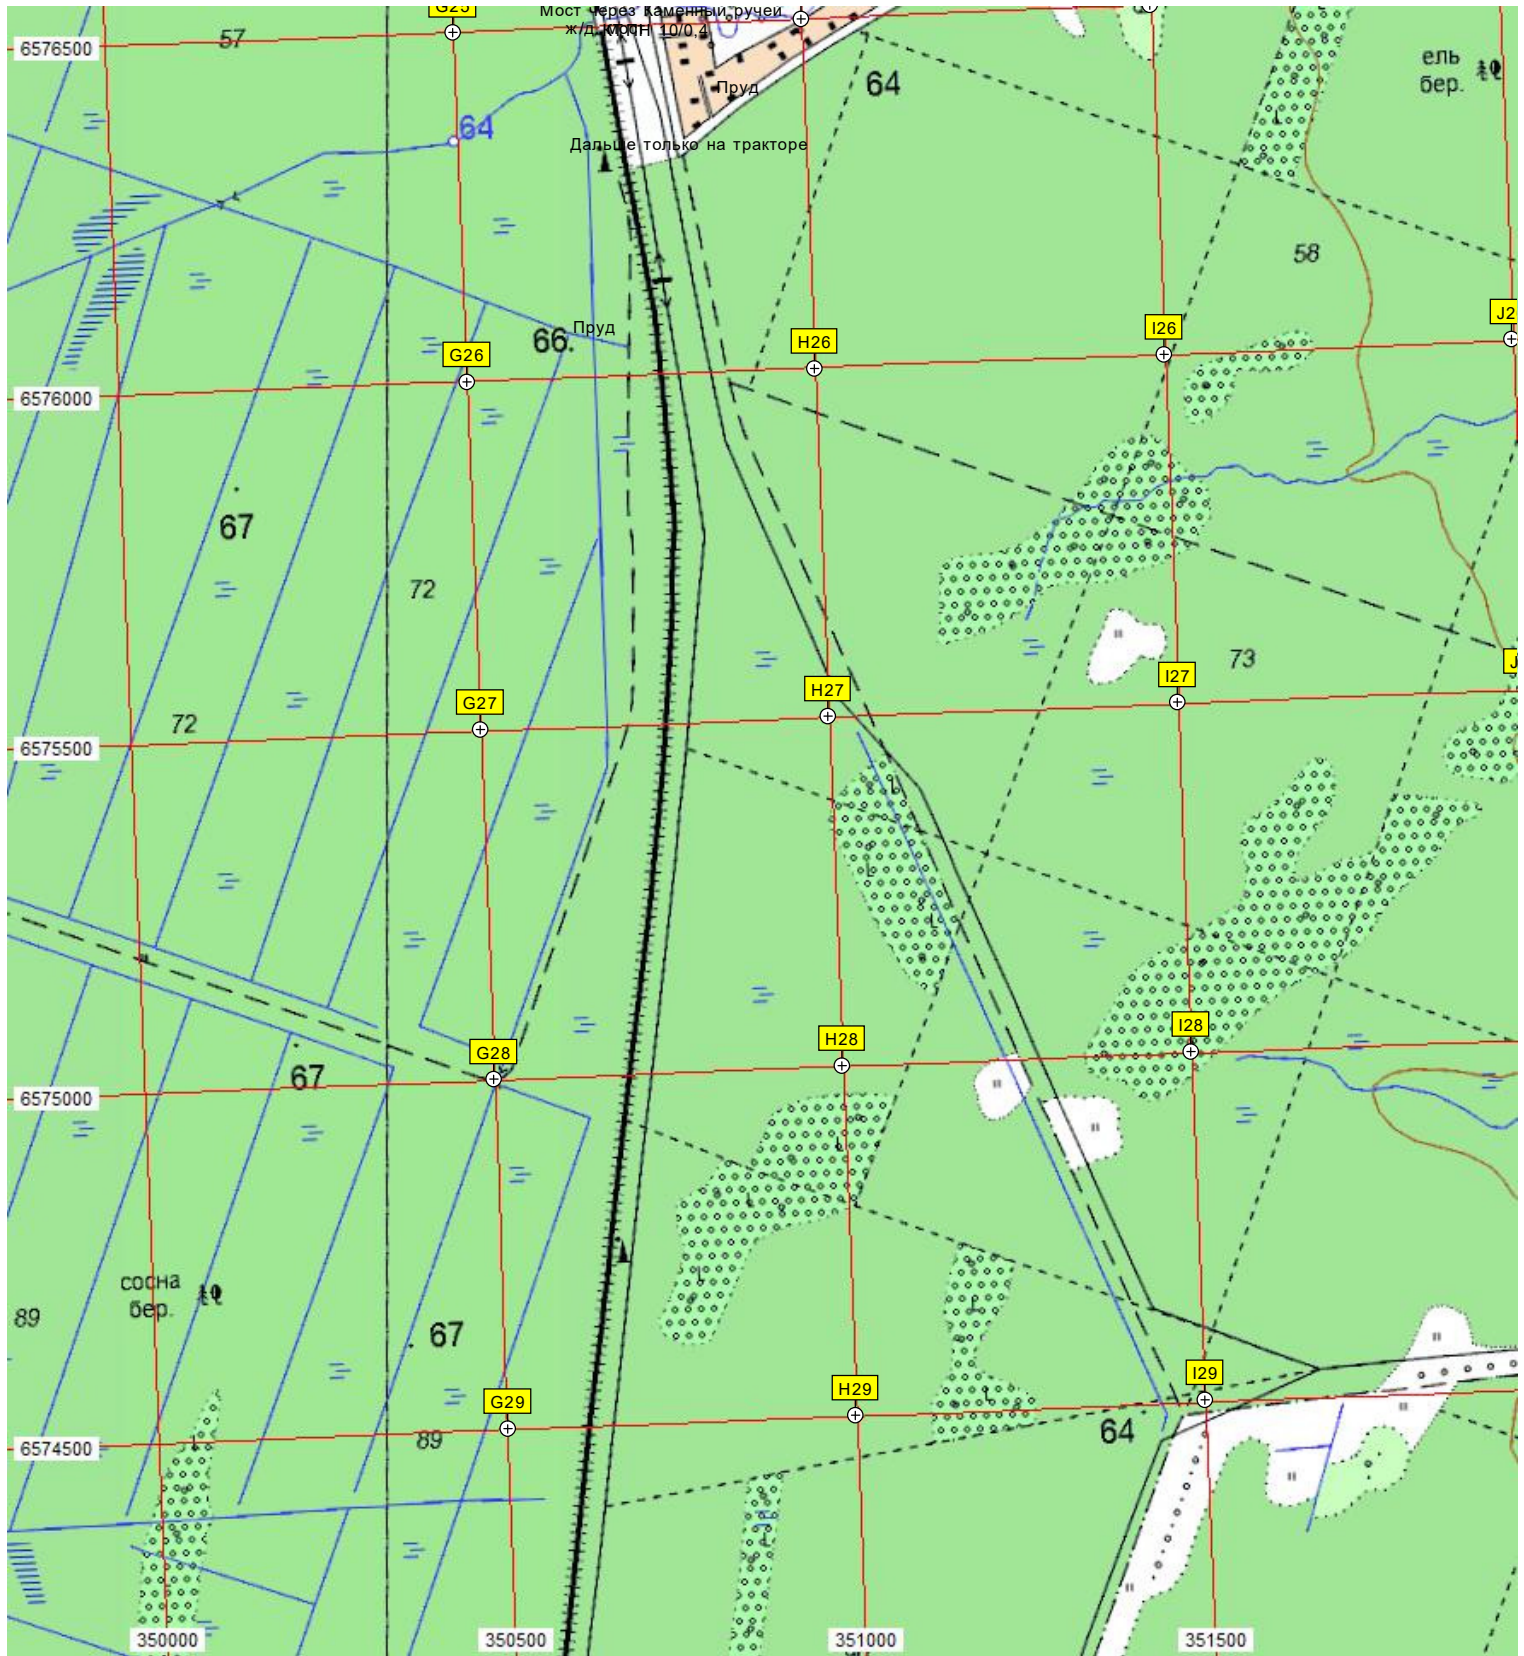 G25
Мост через Каменный ручей
ж/д мост
КТПН 10/0,4
6576500
57
64
ель
бер.
Пруд
64
Дальше только на тракторе
58
J2
I26
H26
Пруд
66.
G26
6576000
67
72
73
J
I27
H27
G27
72
6575500
I28
H28
G28
67
6575000
сосна
бер.
89
67
I29
H29
G29
64
89
6574500
350000
350500
351000
351500